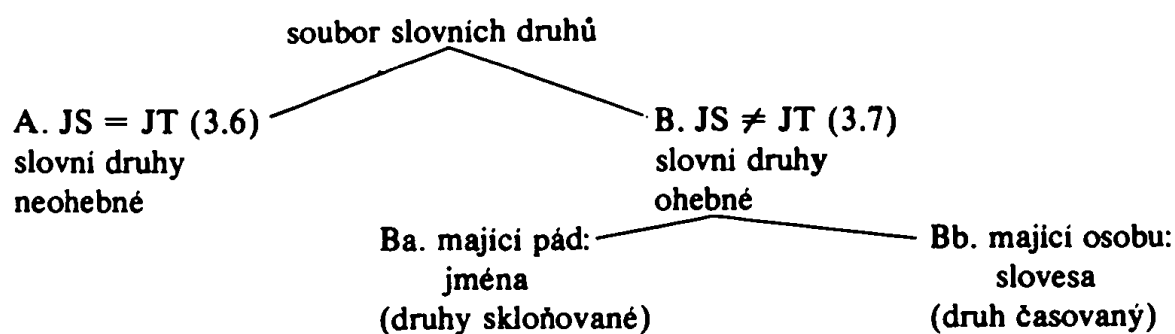 soubor slovních druhů
A. JS = JT (3.6)
slovní druhy
neohebné
B. JS ≠ JT (3.7)
slovní druhy
ohebné
Ba. mající pád:
jména
(druhy skloňované)
Bb. mající osobu:
slovesa
(druh časovaný)